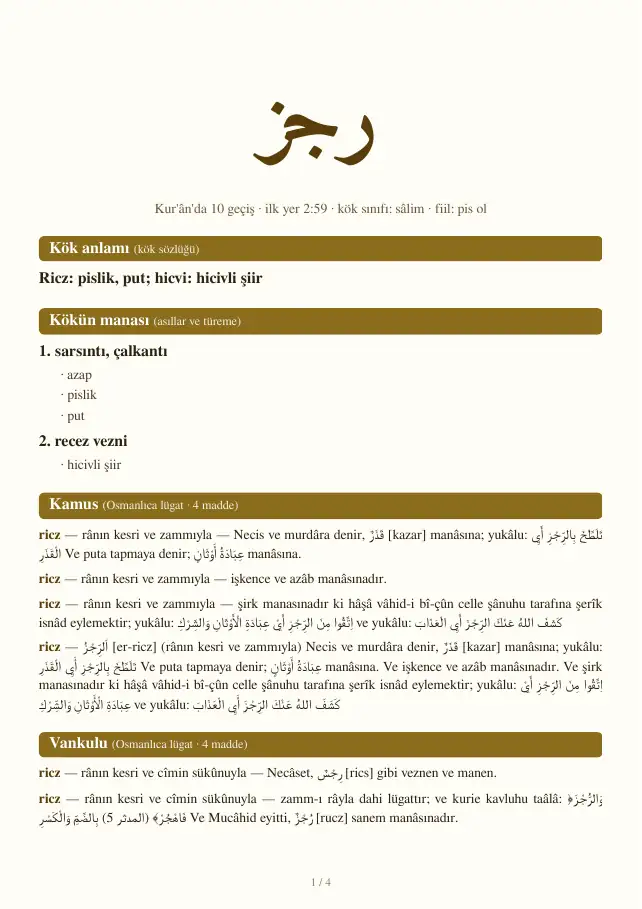 رجز
Kur'ân'da 10 geçiş · ilk yer 2:59 · kök sınıfı: sâlim · fiil: pis ol
Kök anlamı (kök sözlüğü)
Ricz: pislik, put; hicvi: hicivli şiir
Kökün manası (asıllar ve türeme)
1. sarsıntı, çalkantı
· azap
· pislik
· put
2. recez vezni
· hicivli şiir
Kamus (Osmanlıca lügat · 4 madde)
ricz — rânın kesri ve zammıyla — Necis ve murdâra denir, قَذَرٌ [kazar] manâsına; yukâlu: تَلَطَّخَ بِالرِّجْزِ أَيِ
الْقَذَرِ Ve puta tapmaya denir; عِبَادَةُ أَوْثَانٍ manâsına.
ricz — rânın kesri ve zammıyla — işkence ve azâb manâsınadır.
ricz — rânın kesri ve zammıyla — şirk manasınadır ki hâşâ vâhid-i bî-çûn celle şânuhu tarafına şerîk
isnâd eylemektir; yukâlu: اِتَّقُوا مِنَ الرِّجْزِ أَيْ عِبَادَةِ الْأَوْثَانِ وَالشِّرْكِ ve yukâlu: كَشَفَ اللهُ عَنْكَ الرِّجْزَ أَيِ الْعَذَابَ
ricz — اَلرِّجْزُ [er-ricz] (rânın kesri ve zammıyla) Necis ve murdâra denir, قَذَرٌ [kazar] manâsına; yukâlu:
تَلَطَّخَ بِالرِّجْزِ أَيِ الْقَذَرِ Ve puta tapmaya denir; عِبَادَةُ أَوْثَانٍ manâsına. Ve işkence ve azâb manâsınadır. Ve şirk
manasınadır ki hâşâ vâhid-i bî-çûn celle şânuhu tarafına şerîk isnâd eylemektir; yukâlu: اِتَّقُوا مِنَ الرِّجْزِ أَيْ
عِبَادَةِ الْأَوْثَانِ وَالشِّرْكِ ve yukâlu: كَشَفَ اللهُ عَنْكَ الرِّجْزَ أَيِ الْعَذَابَ
Vankulu (Osmanlıca lügat · 4 madde)
ricz — rânın kesri ve cîmin sükûnuyla — Necâset, رِجْسٌ [rics] gibi veznen ve manen.
ricz — rânın kesri ve cîmin sükûnuyla — zamm-ı râyla dahi lügattır; ve kurie kavluhu taâlâ: ﴿وَالرُّجْزَ
فَاهْجُرْ﴾ (المدثر 5) بِالضَّمِّ وَالْكَسْرِ Ve Mucâhid eyitti, رُجْزٌ [rucz] sanem manâsınadır.
1 / 4